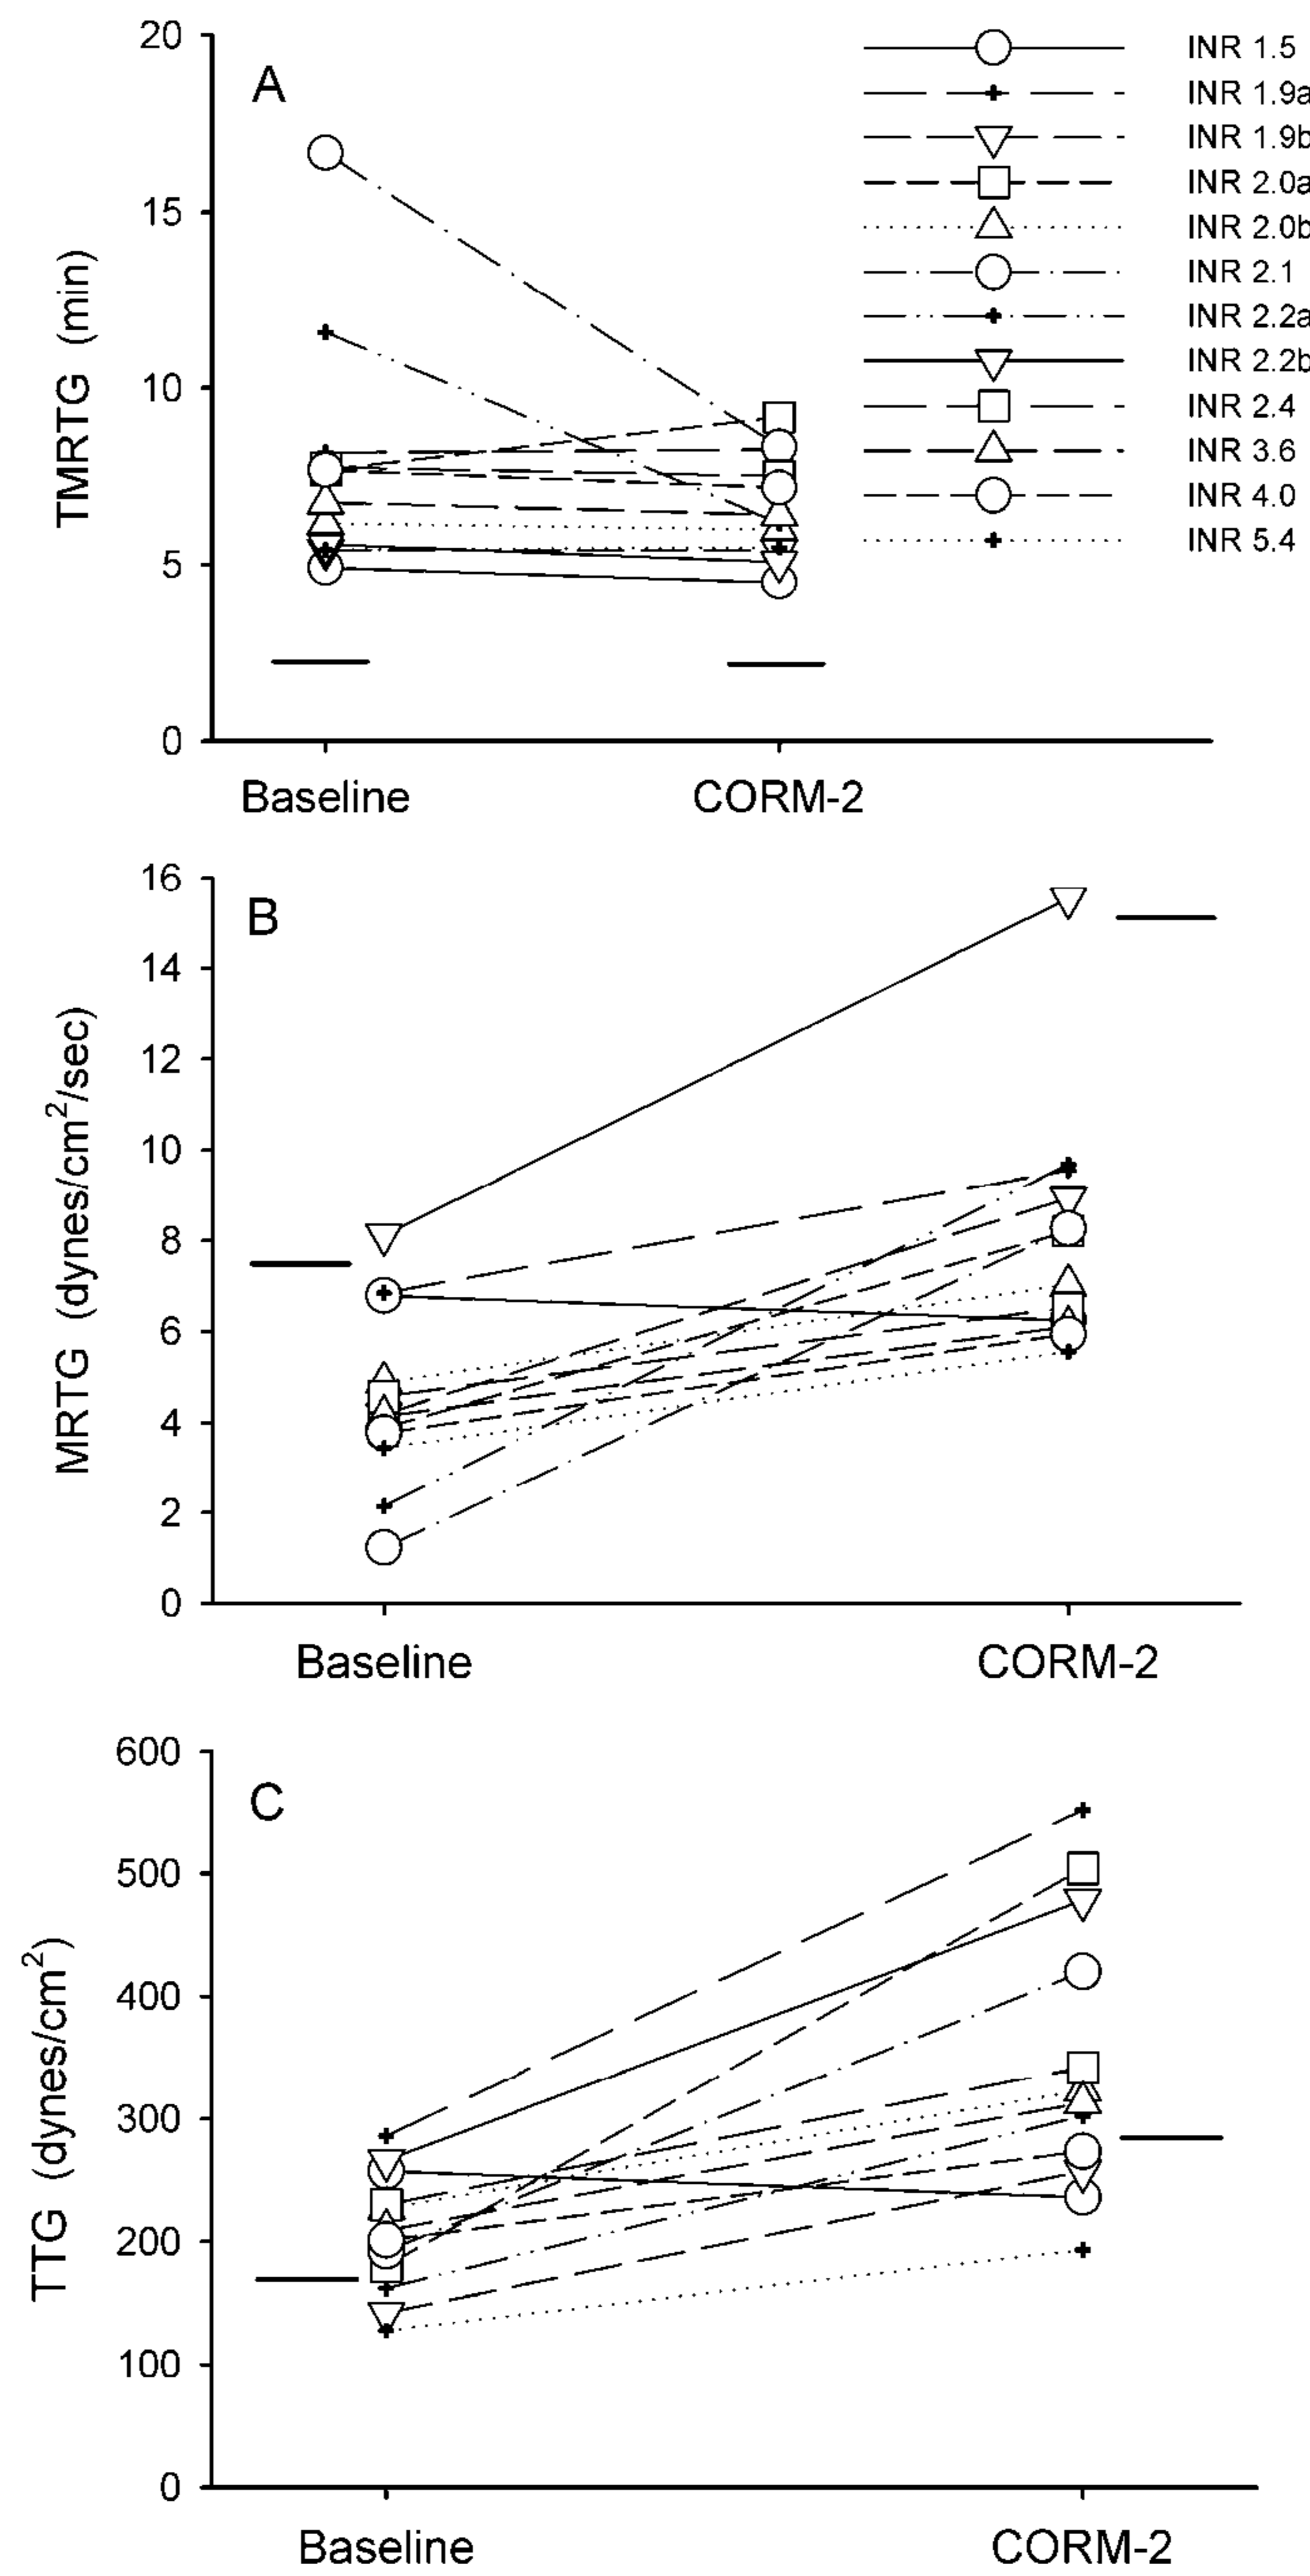 20
15
10
5
0
TMRTG (min)
A
INR 1.5
INR 1.9a
INR 1.9b
INR 2.0a
INR 2.0b
INR 2.1
INR 2.2a
INR 2.2b
INR 2.4
INR 3.6
INR 4.0
INR 5.4
Baseline CORM-2
16
14
12
10
8
6
4
2
0
MRTG (dynes/cm²/sec)
B
Baseline CORM-2
600
500
400
300
200
100
0
TTG (dynes/cm²)
C
Baseline CORM-2